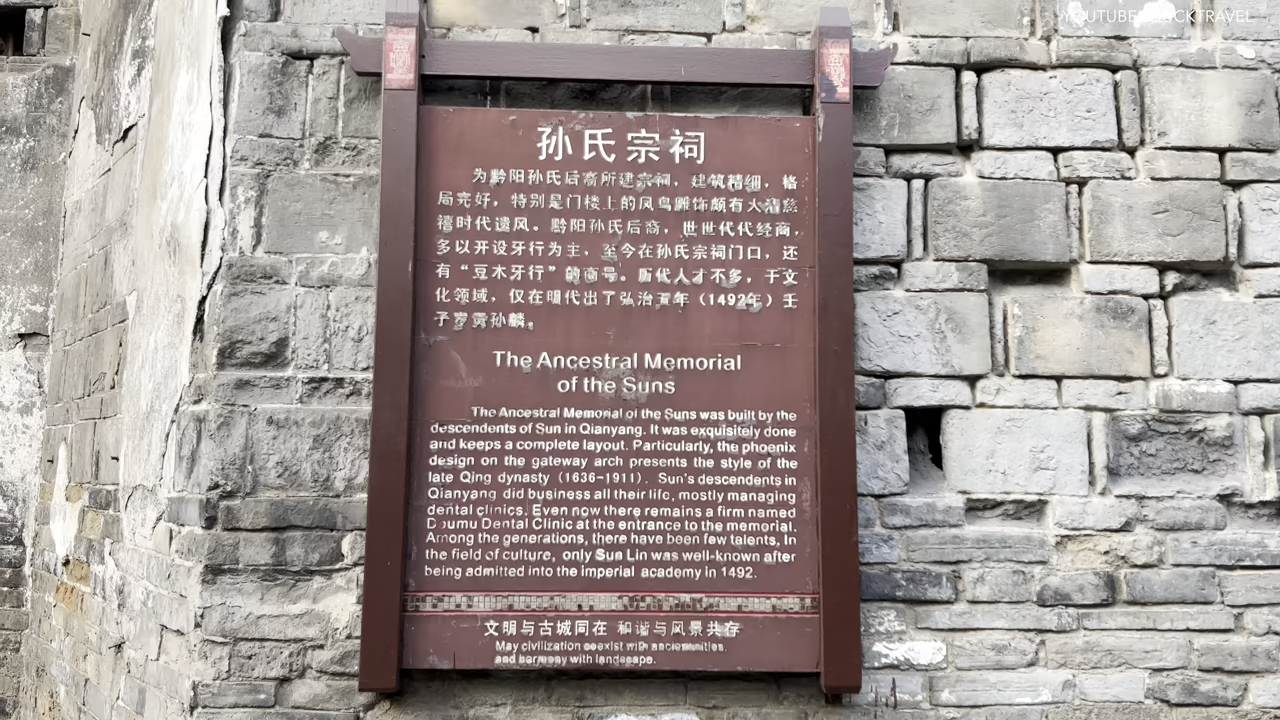 孙氏宗祠
为黔阳孙氏后裔所建宗祠，建筑精细，格
局完好，特别是门楼上的凤鸟雕饰颇有大清慈
禧时代遗风。黔阳孙氏后裔，世世代代经商，
多以开设牙行为主，至今在孙氏宗祠门口，还
有“豆木牙行”的商号。历代人才不多，于文
化领域，仅在明代出了弘治五年（1492年）壬
子岁贡孙麟。
The Ancestral Memorial
of the Suns
The Ancestral Memorial of the Suns was built by the
descendents of Sun in Qianyang. It was exquisitely done
and keeps a complete layout. Particularly, the phoenix
design on the gateway arch presents the style of the
late Qing dynasty (1636-1911). Sun's descendents in
Qianyang did business all their life, mostly managing
dental clinics. Even now there remains a firm named
Doumu Dental Clinic at the entrance to the memorial.
Among the generations, there have been few talents. In
the field of culture, only Sun Lin was well-known after
being admitted into the imperial academy in 1492.
文明与古城同在 和谐与风景共存
May civilization coexist with
and harmony with landscape.